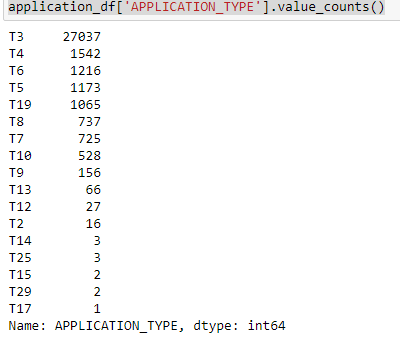 application_df['APPLICATION_TYPE'].value_counts()
T3 27037
T4 1542
T6 1216
T5 1173
T19 1065
T8 737
T7 725
T10 528
T9 156
T13 66
T12 27
T2 16
T14 3
T25 3
T15 2
T29 2
T17 1
Name: APPLICATION_TYPE, dtype: int64